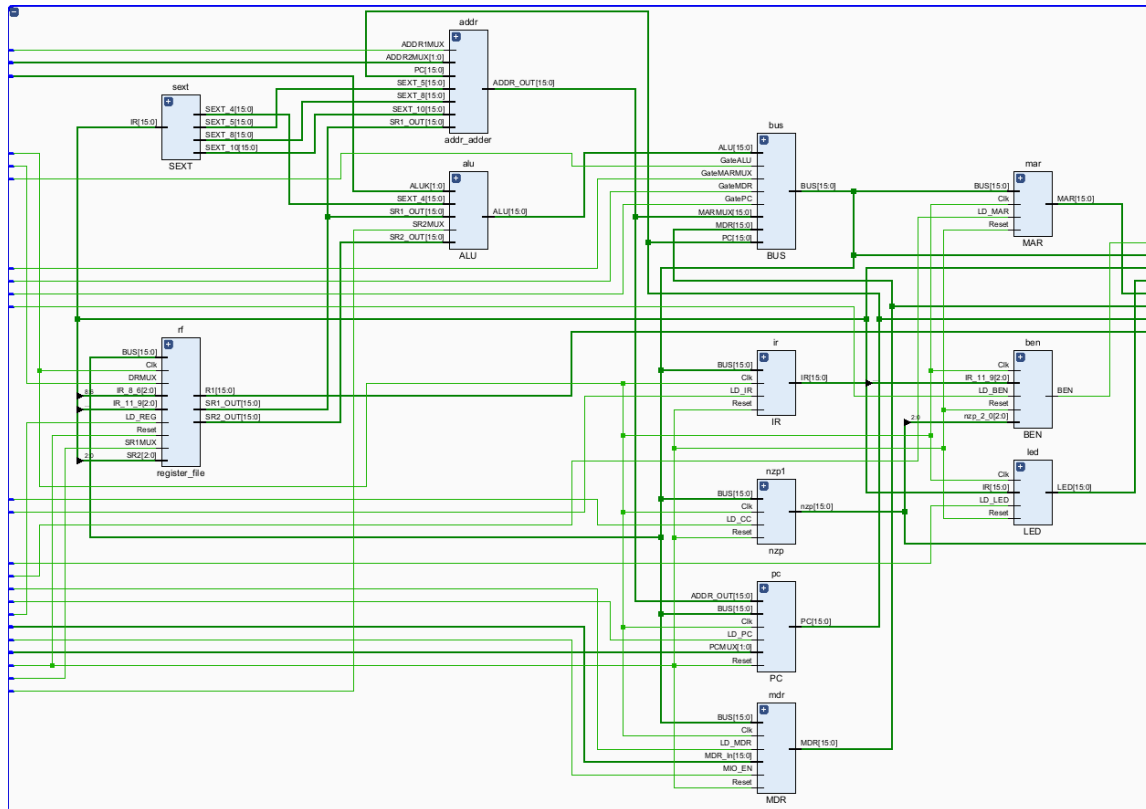 addr
ADDR1MUX
ADDR2MUX[1:0]
PC[15:0]
SEXT_5[15:0]
SEXT_8[15:0]
SEXT_10[15:0]
SR1_OUT[15:0]
ADDR_OUT[15:0]
addr_adder
sext
IR[15:0]
SEXT_4[15:0]
SEXT_5[15:0]
SEXT_8[15:0]
SEXT_10[15:0]
SEXT
alu
ALUK[1:0]
SEXT_4[15:0]
SR1_OUT[15:0]
SR2MUX
SR2_OUT[15:0]
ALU[15:0]
ALU
bus
ALU[15:0]
GateALU
GateMARMUX
GateMDR
GatePC
MARMUX[15:0]
MDR[15:0]
PC[15:0]
BUS[15:0]
BUS
mar
BUS[15:0]
Clk
LD_MAR
Reset
MAR[15:0]
MAR
rf
BUS[15:0]
Clk
DRMUX
8:6
IR_8_6[2:0]
IR_11_9[2:0]
LD_REG
Reset
SR1MUX
2:0
SR2[2:0]
R1[15:0]
SR1_OUT[15:0]
SR2_OUT[15:0]
register_file
ir
BUS[15:0]
Clk
LD_IR
Reset
IR[15:0]
IR
ben
Clk
IR_11_9[2:0]
LD_BEN
Reset
2:0
nzp_2_0[2:0]
BEN
BEN
nzp1
BUS[15:0]
Clk
LD_CC
Reset
nzp[15:0]
nzp
led
Clk
IR[15:0]
LD_LED
Reset
LED[15:0]
LED
pc
ADDR_OUT[15:0]
BUS[15:0]
Clk
LD_PC
PCMUX[1:0]
Reset
PC[15:0]
PC
mdr
BUS[15:0]
Clk
LD_MDR
MDR_In[15:0]
MIO_EN
Reset
MDR[15:0]
MDR